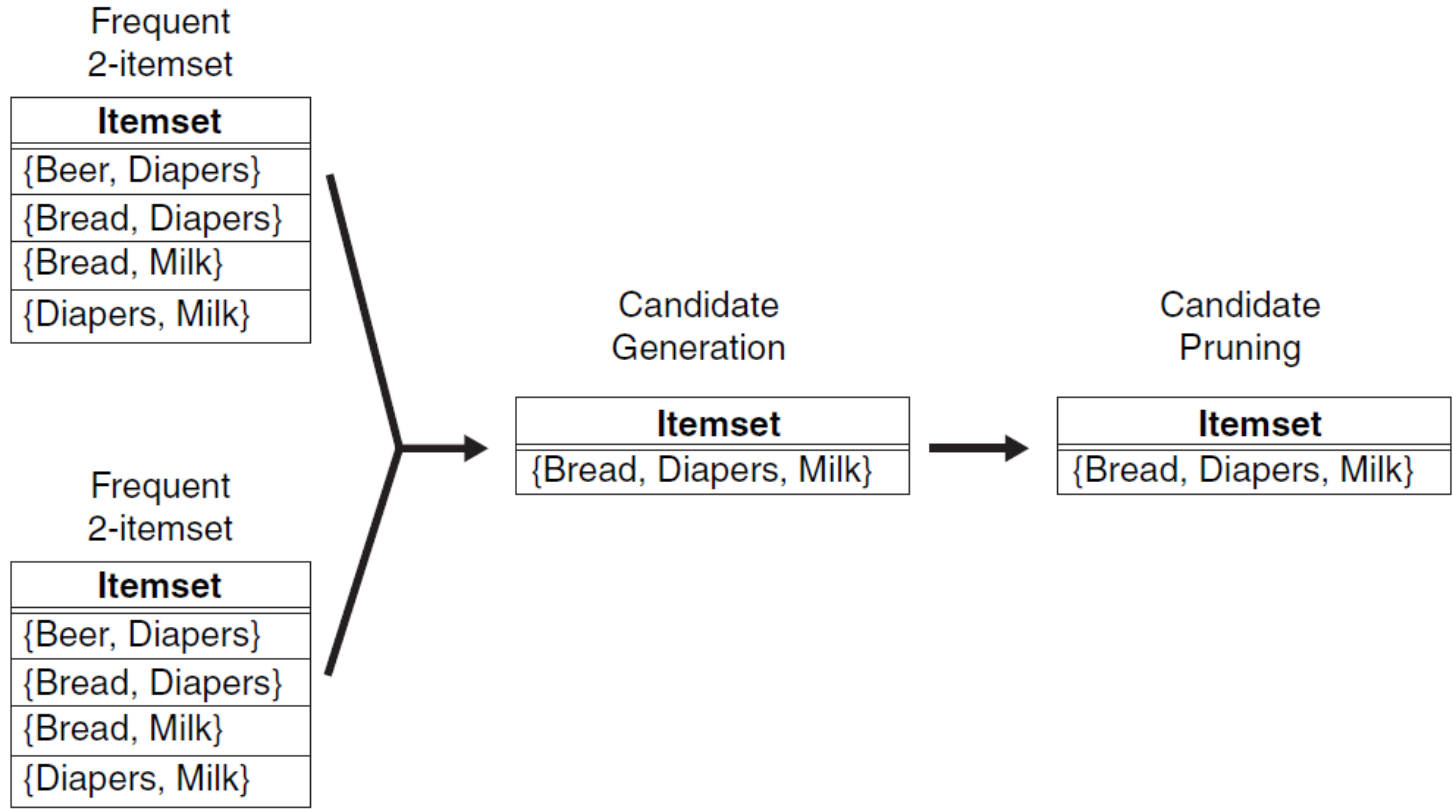 Frequent
2-itemset
Itemset
{Beer, Diapers}
{Bread, Diapers}
{Bread, Milk}
{Diapers, Milk}
Frequent
2-itemset
Itemset
{Beer, Diapers}
{Bread, Diapers}
{Bread, Milk}
{Diapers, Milk}
Candidate
Generation
Itemset
{Bread, Diapers, Milk}
Candidate
Pruning
Itemset
{Bread, Diapers, Milk}